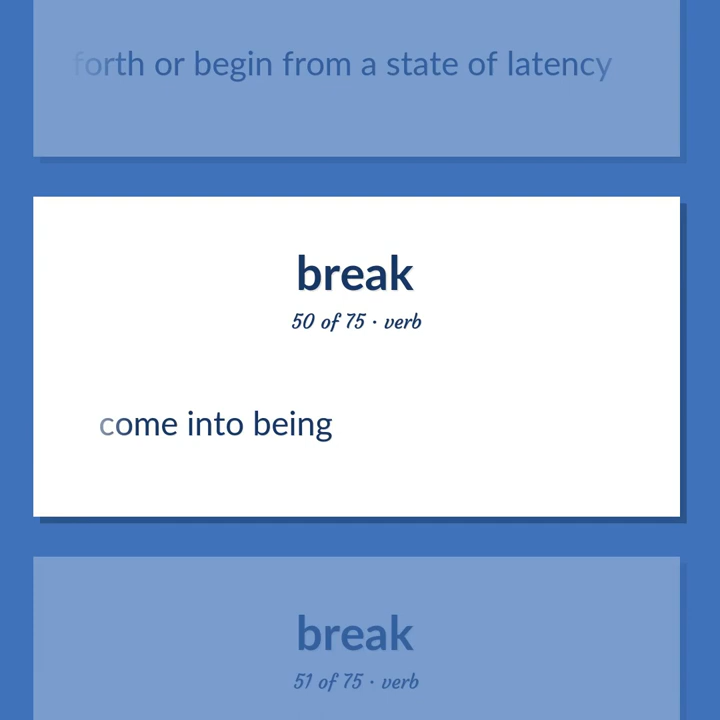 forth or begin from a state of latency
break
50 of 75 · verb
come into being
break
51 of 75 · verb